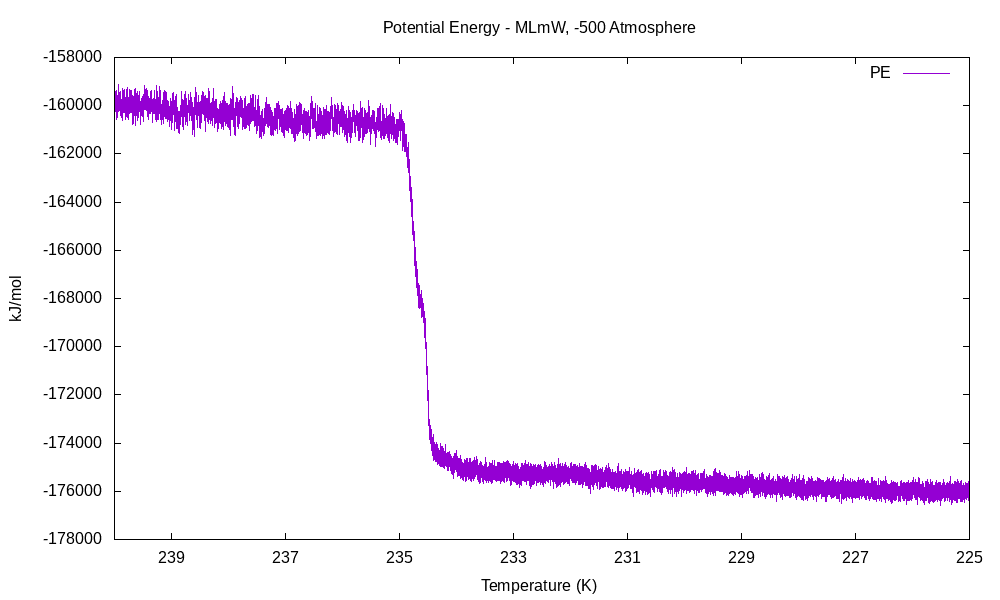 Potential Energy - MLmW, -500 Atmosphere
PE
-158000
-160000
-162000
-164000
-166000
-168000
-170000
-172000
-174000
-176000
-178000
kJ/mol
239 237 235 233 231 229 227 225
Temperature (K)